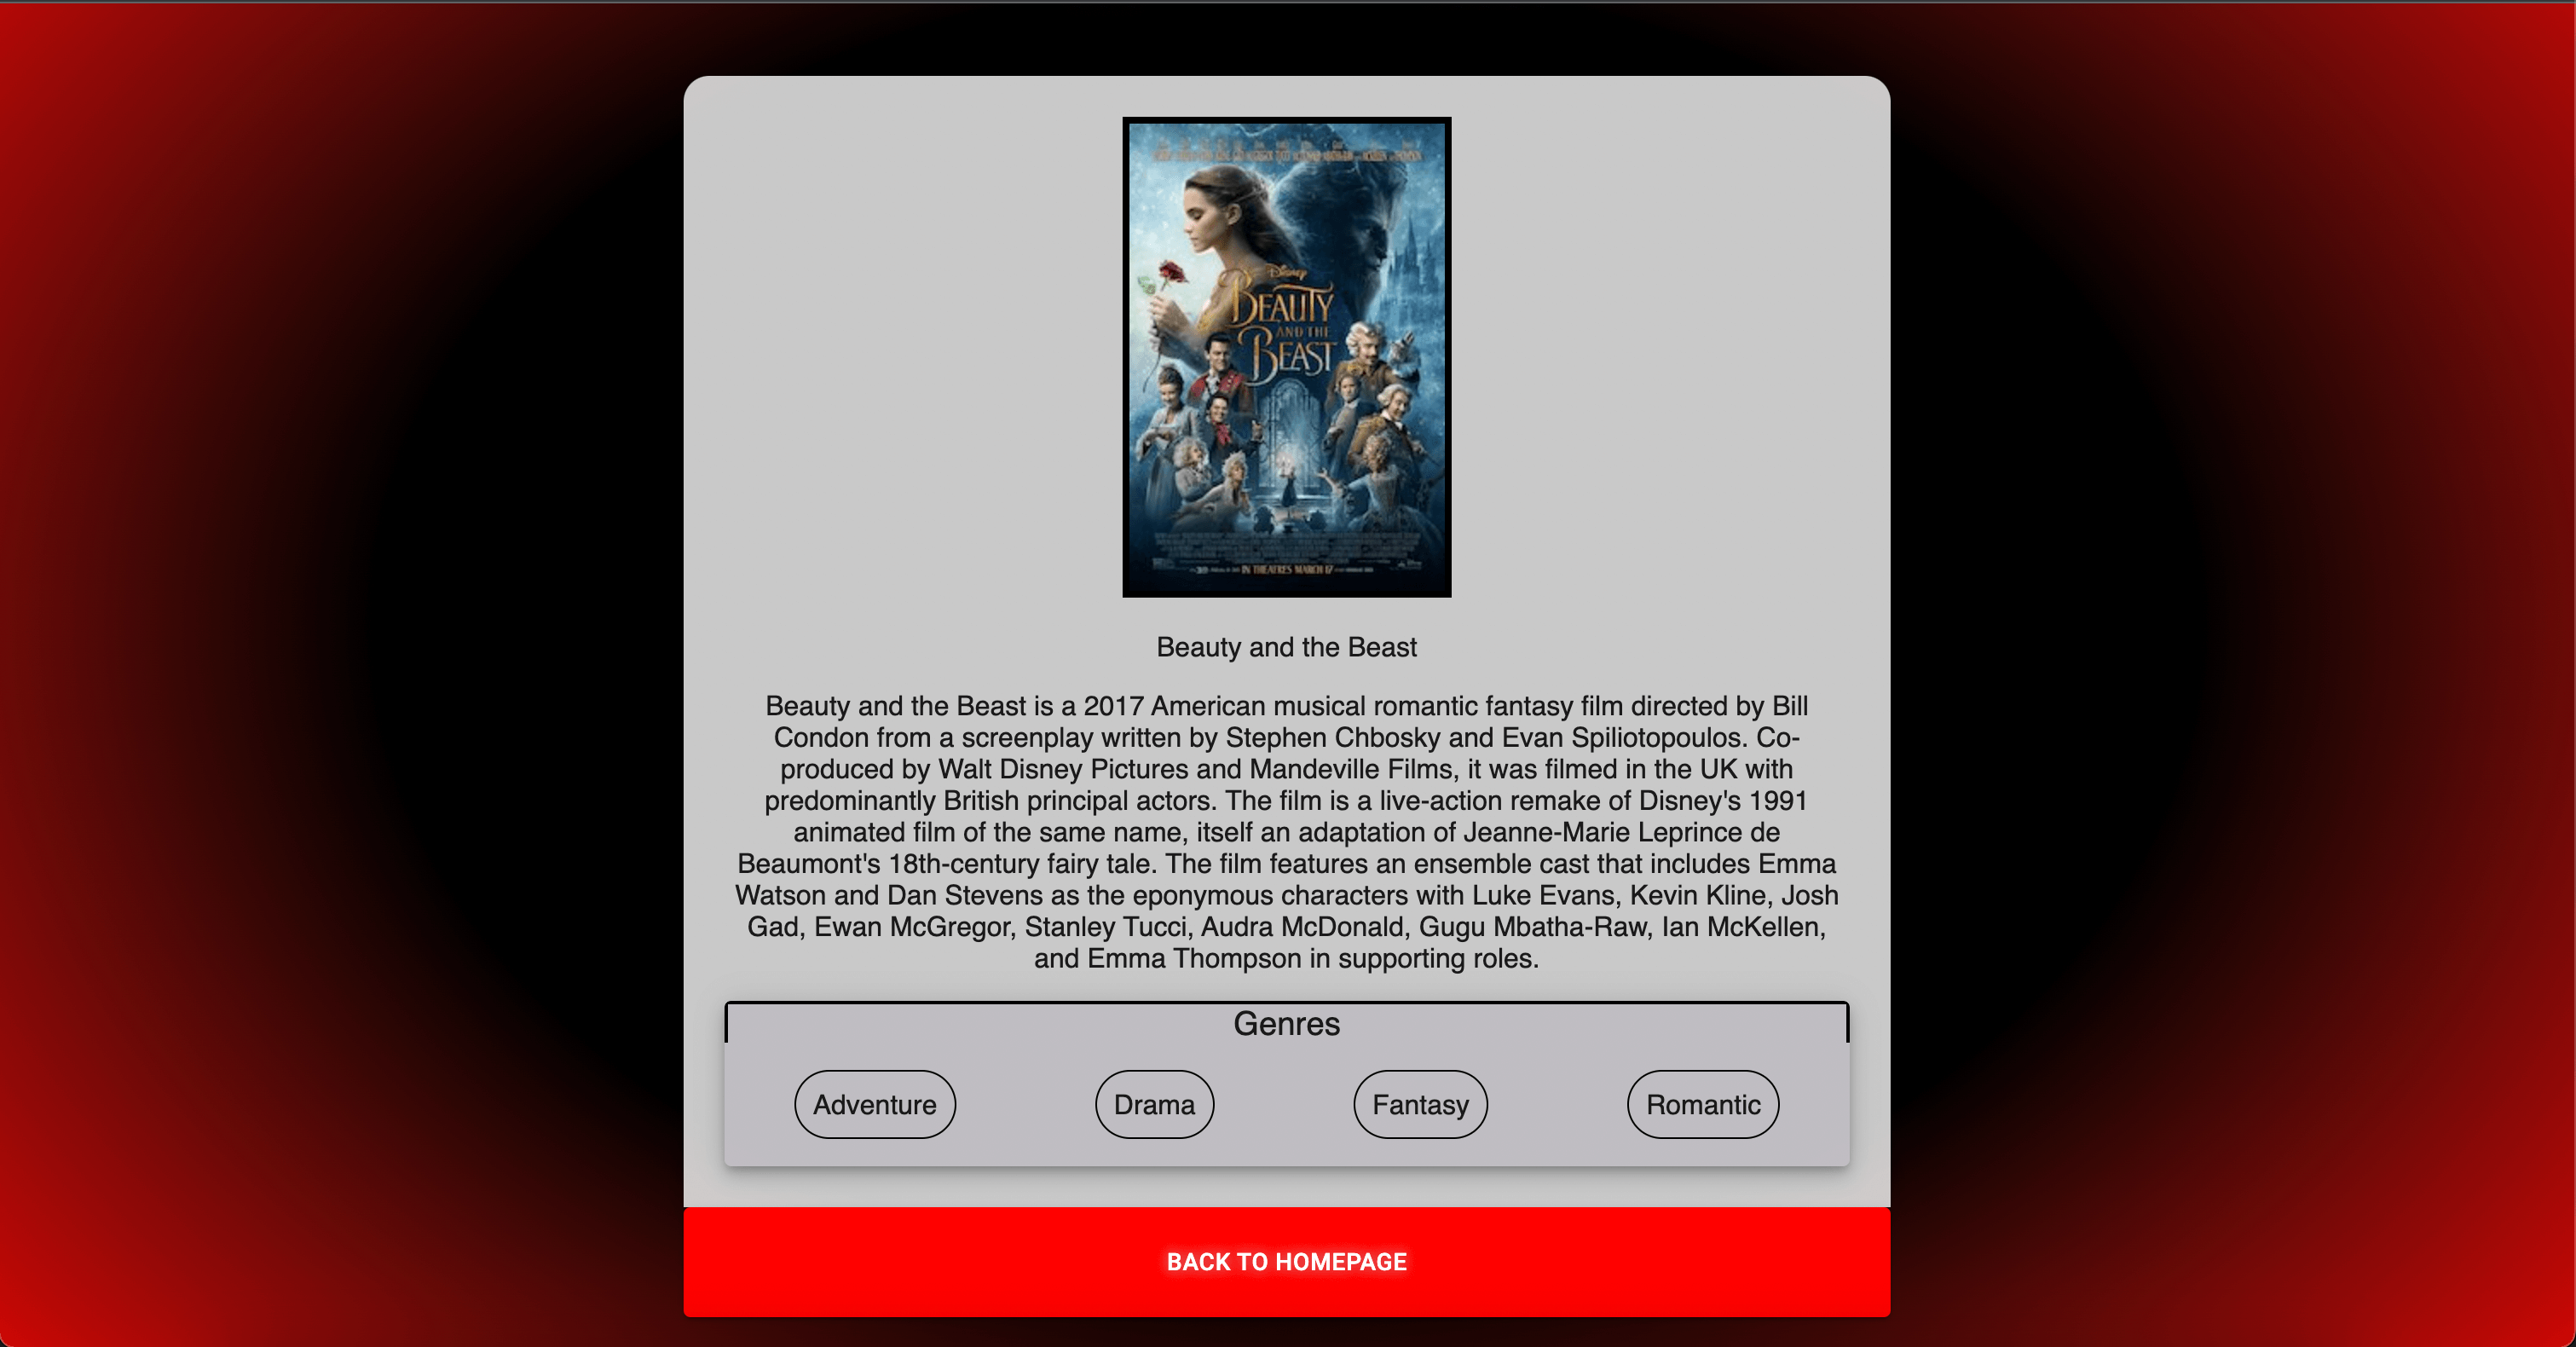 Disney
BEAUTY
AND THE
BEAST
IN THEATRES MARCH 17
Beauty and the Beast
Beauty and the Beast is a 2017 American musical romantic fantasy film directed by Bill
Condon from a screenplay written by Stephen Chbosky and Evan Spiliotopoulos. Co-
produced by Walt Disney Pictures and Mandeville Films, it was filmed in the UK with
predominantly British principal actors. The film is a live-action remake of Disney's 1991
animated film of the same name, itself an adaptation of Jeanne-Marie Leprince de
Beaumont's 18th-century fairy tale. The film features an ensemble cast that includes Emma
Watson and Dan Stevens as the eponymous characters with Luke Evans, Kevin Kline, Josh
Gad, Ewan McGregor, Stanley Tucci, Audra McDonald, Gugu Mbatha-Raw, Ian McKellen,
and Emma Thompson in supporting roles.
Genres
Adventure Drama Fantasy Romantic
BACK TO HOMEPAGE